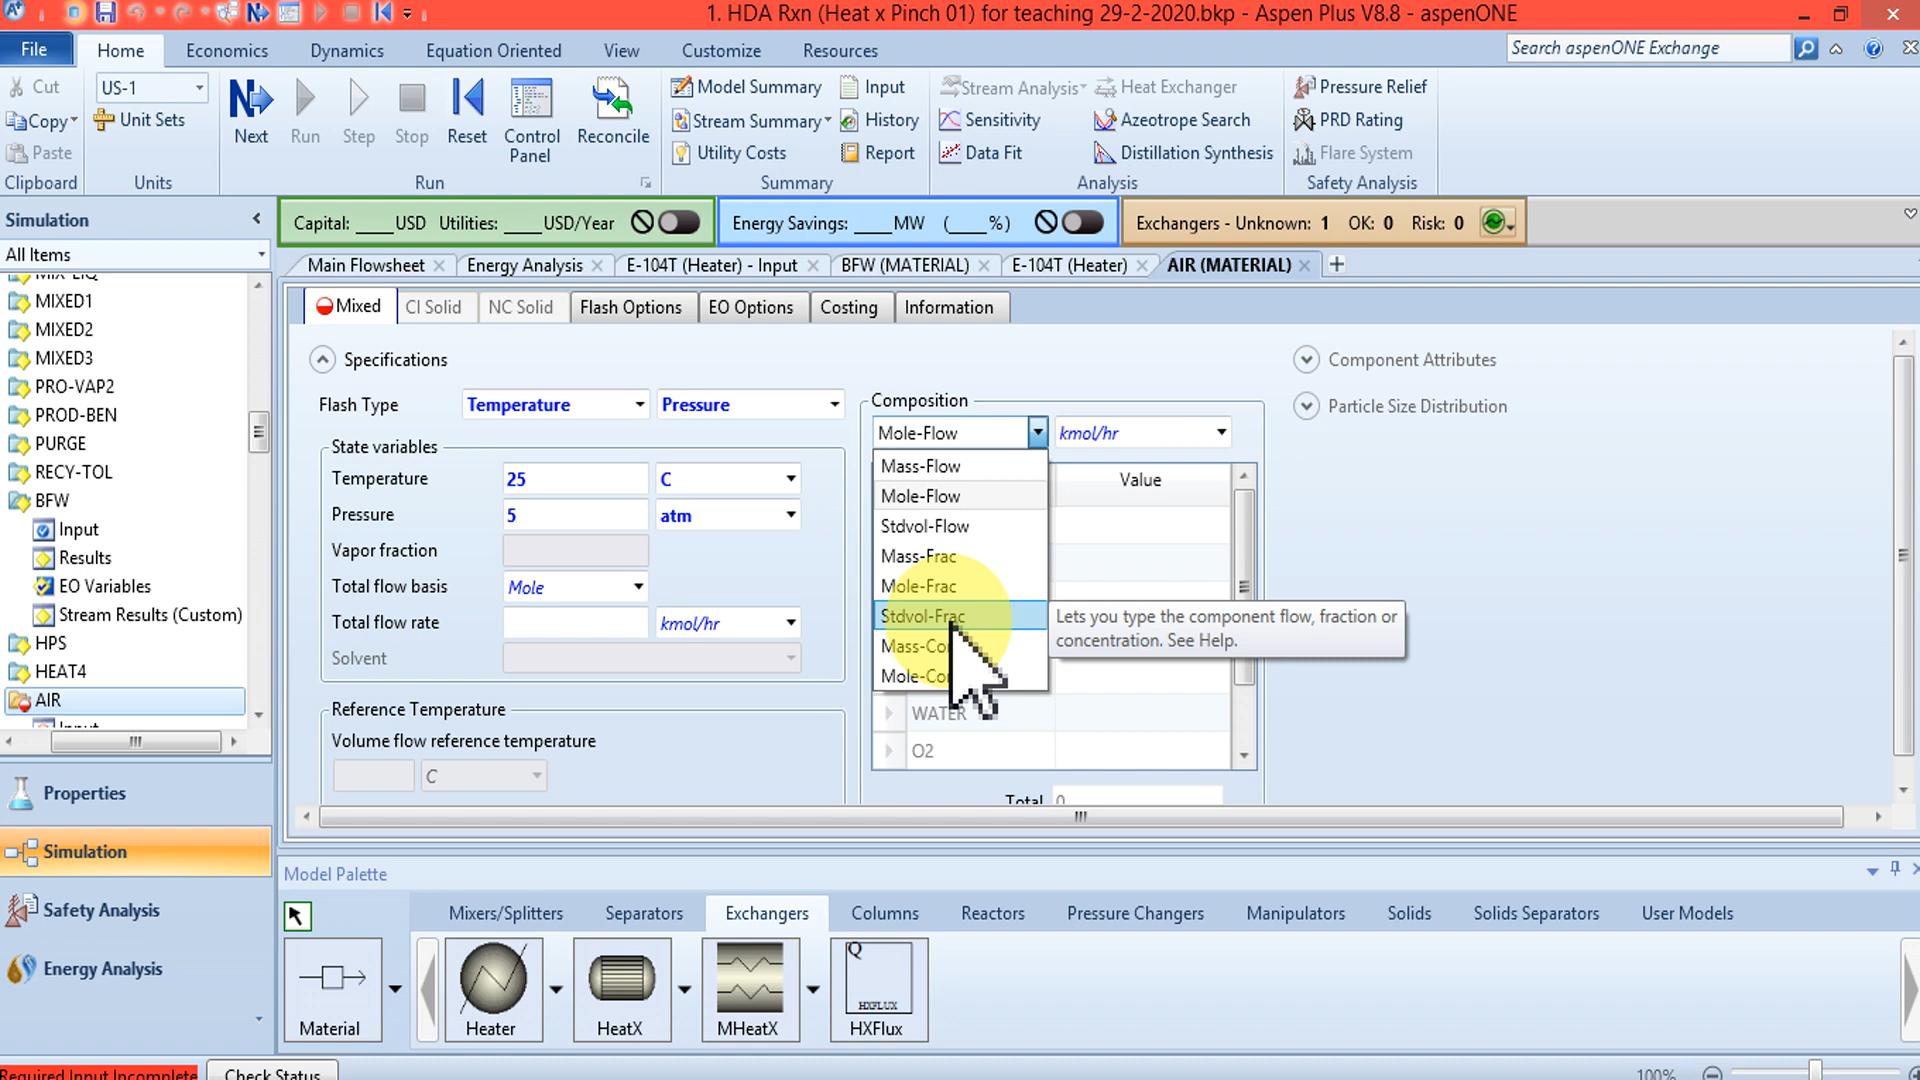 1. HDA Rxn (Heat x Pinch 01) for teaching 29-2-2020.bkp - Aspen Plus V8.8 - aspenONE
File Home Economics Dynamics Equation Oriented View Customize Resources Search aspenONE Exchange
Cut US-1 Model Summary Input Stream Analysis Heat Exchanger Pressure Relief
Copy Unit Sets Stream Summary History Sensitivity Azeotrope Search PRD Rating
Next Run Step Stop Reset Control Panel Reconcile
Paste Utility Costs Report Data Fit Distillation Synthesis Flare System
Clipboard Units Run Summary Analysis Safety Analysis
Simulation
Capital: ____USD Utilities: ____USD/Year Energy Savings: ____MW (____%) Exchangers - Unknown: 1 OK: 0 Risk: 0
All Items
Main Flowsheet Energy Analysis E-104T (Heater) - Input BFW (MATERIAL) E-104T (Heater) AIR (MATERIAL)
MIXED1
MIXED2
MIXED3
PRO-VAP2
PROD-BEN
PURGE
RECY-TOL
BFW
Input
Results
EO Variables
Stream Results (Custom)
HPS
HEAT4
AIR
Input
Mixed CI Solid NC Solid Flash Options EO Options Costing Information
Specifications
Flash Type Temperature Pressure
State variables
Temperature 25 C
Pressure 5 atm
Vapor fraction
Total flow basis Mole
Total flow rate kmol/hr
Solvent
Reference Temperature
Volume flow reference temperature
C
Composition
Mole-Flow kmol/hr
Value
Mass-Flow
Mole-Flow
Stdvol-Flow
Mass-Frac
Mole-Frac
Stdvol-Frac
Lets you type the component flow, fraction or
concentration. See Help.
WATER
O2
Total 0
Component Attributes
Particle Size Distribution
Properties
Simulation
Safety Analysis
Energy Analysis
Model Palette
Mixers/Splitters Separators Exchangers Columns Reactors Pressure Changers Manipulators Solids Solids Separators User Models
Q
HXFLUX
Material Heater HeatX MHeatX HXFlux
Required Input Incomplete Check Status 100%